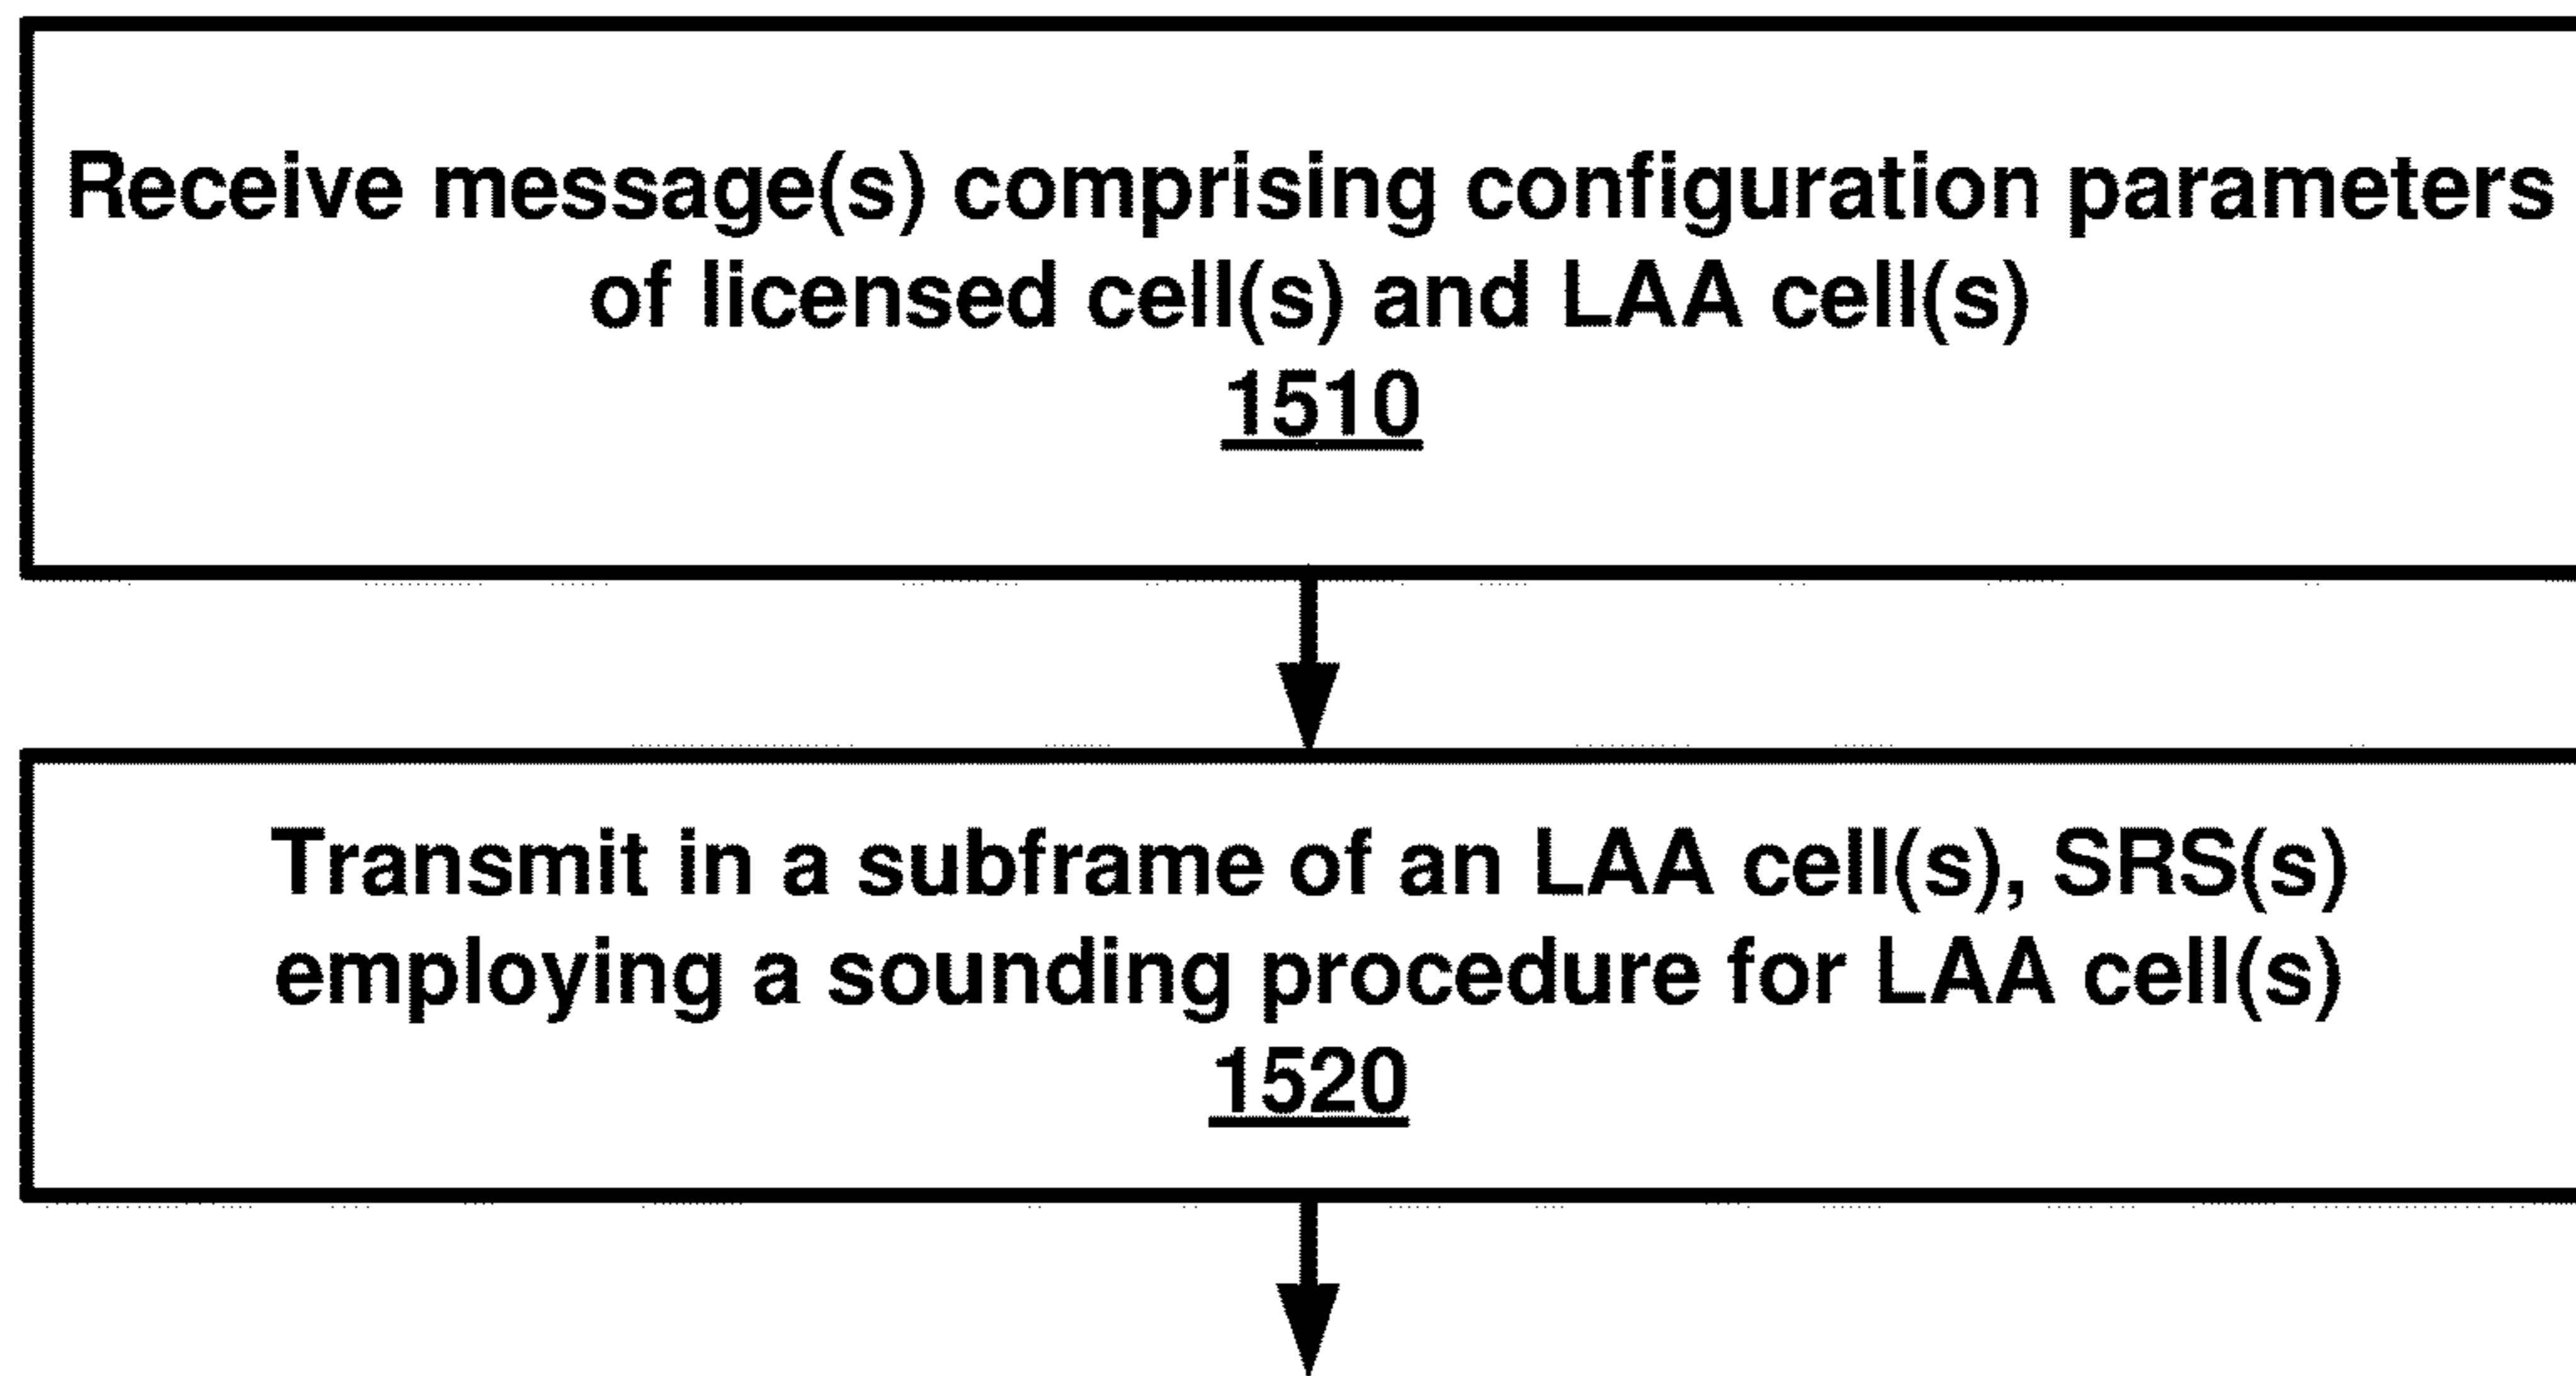 Receive message(s) comprising configuration parameters
of licensed cell(s) and LAA cell(s)
1510
Transmit in a subframe of an LAA cell(s), SRS(s)
employing a sounding procedure for LAA cell(s)
1520